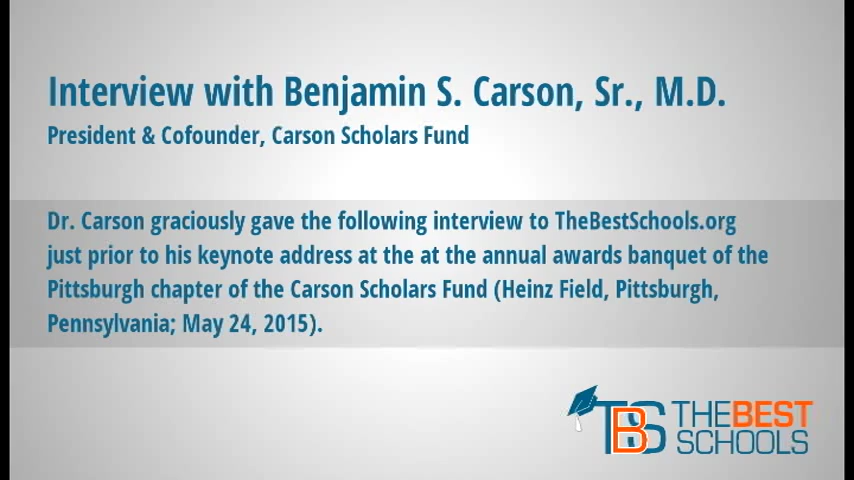 Interview with Benjamin S. Carson, Sr., M.D.
President & Cofounder, Carson Scholars Fund
Dr. Carson graciously gave the following interview to TheBestSchools.org
just prior to his keynote address at the at the annual awards banquet of the
Pittsburgh chapter of the Carson Scholars Fund (Heinz Field, Pittsburgh,
Pennsylvania; May 24, 2015).
TBS THEBEST
SCHOOLS